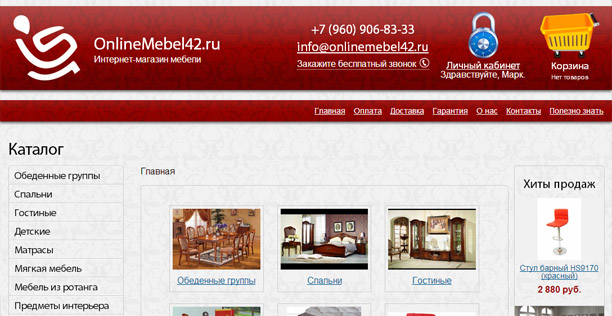 OnlineMebel42.ru
Интернет-магазин мебели
+7 (960) 906-83-33
info@onlinemebel42.ru
Закажите бесплатный звонок
Личный кабинет
Здравствуйте, Марк.
Корзина
Нет товаров
Главная Оплата Доставка Гарантия О нас Контакты Полезно знать
Каталог
Обеденные группы
Спальни
Гостиные
Детские
Матрасы
Мягкая мебель
Мебель из ротанга
Предметы интерьера
Главная
Обеденные группы
Спальни
Гостиные
Хиты продаж
Стул барный HS9170
(красный)
2 880 руб.